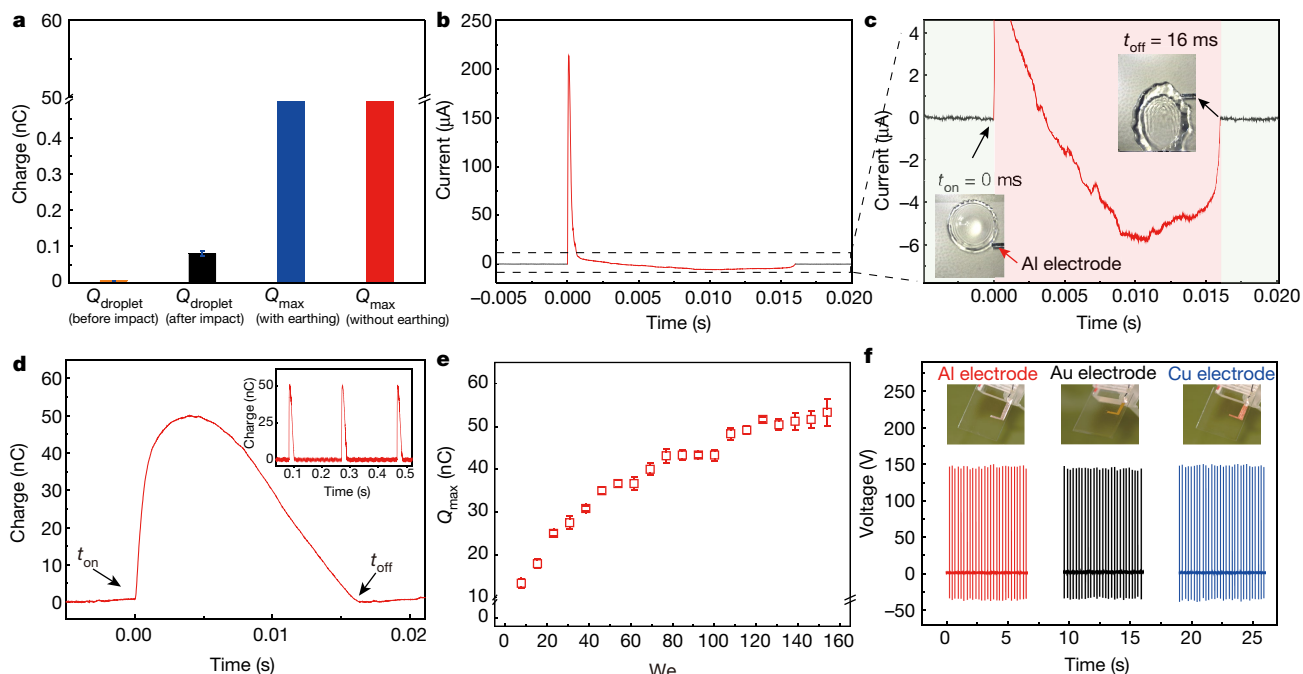 a
60
50
0.4
0.3
0.2
0.1
0
Charge (nC)
Qdroplet
(before impact)
Qdroplet
(after impact)
Qmax
(with earthing)
Qmax
(without earthing)
b
250
200
150
100
50
0
Current (μA)
−0.005
0.000
0.005
0.010
0.015
0.020
Time (s)
c
4
2
0
−2
−4
−6
Current (μA)
toff = 16 ms
ton = 0 ms
Al electrode
0.000
0.005
0.010
0.015
0.020
Time (s)
d
60
50
40
30
20
10
0
Charge (nC)
ton
toff
0.00
0.01
0.02
Time (s)
50
25
0
Charge (nC)
0.1
0.2
0.3
0.4
0.5
Time (s)
e
60
50
40
30
20
10
0
Qmax (nC)
0
20
40
60
80
100
120
140
160
We
f
250
200
150
100
50
0
−50
Voltage (V)
Al electrode
Au electrode
Cu electrode
0
5
10
15
20
25
Time (s)